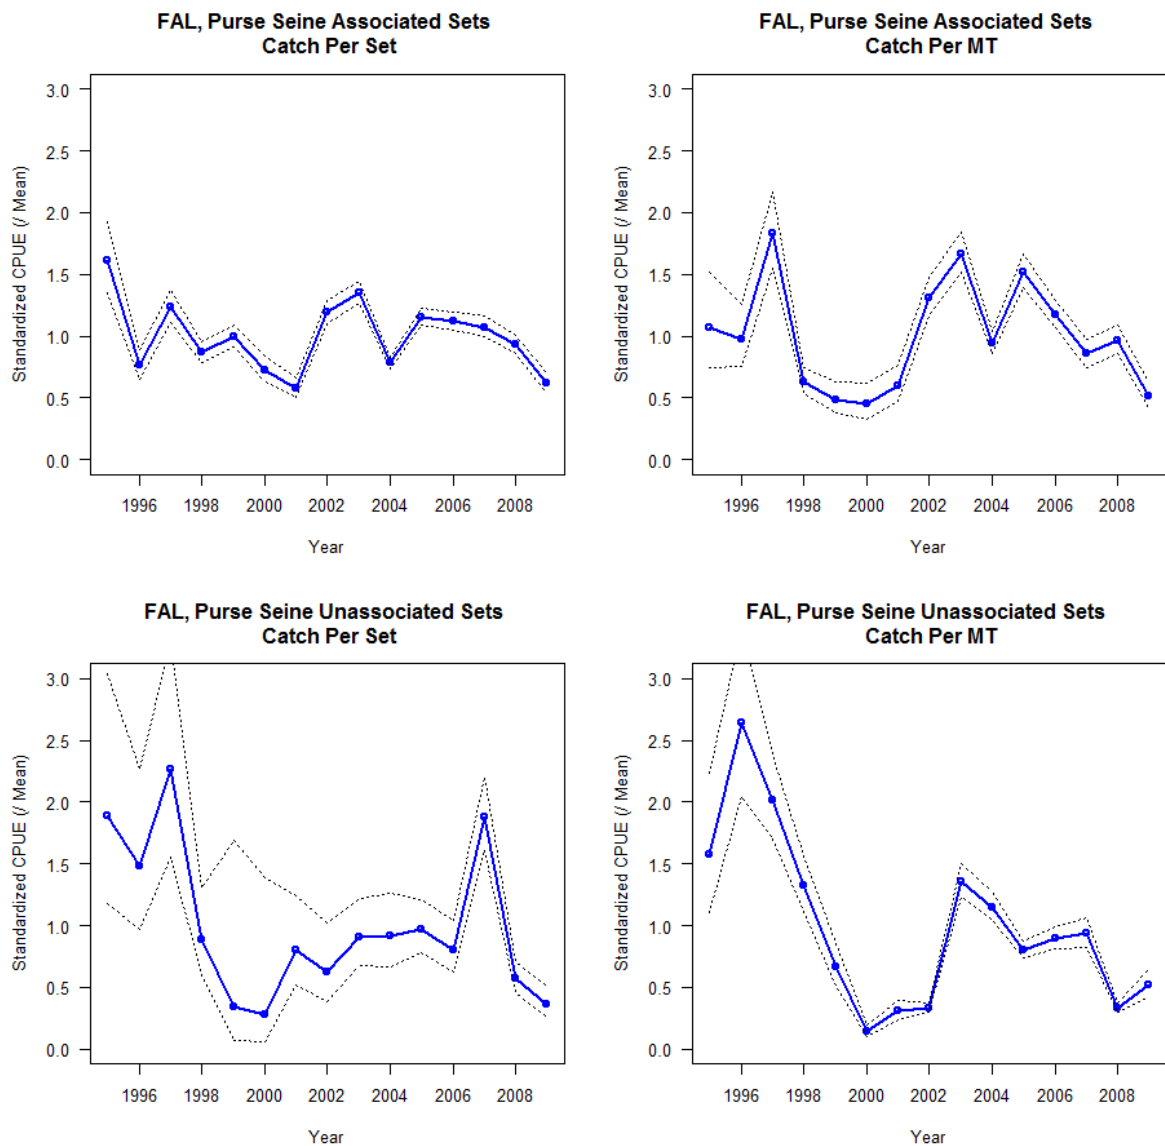 FAL, Purse Seine Associated Sets
Catch Per Set
Standardized CPUE (/ Mean)
3.0
2.5
2.0
1.5
1.0
0.5
0.0
1996 1998 2000 2002 2004 2006 2008
Year
FAL, Purse Seine Associated Sets
Catch Per MT
Standardized CPUE (/ Mean)
3.0
2.5
2.0
1.5
1.0
0.5
0.0
1996 1998 2000 2002 2004 2006 2008
Year
FAL, Purse Seine Unassociated Sets
Catch Per Set
Standardized CPUE (/ Mean)
3.0
2.5
2.0
1.5
1.0
0.5
0.0
1996 1998 2000 2002 2004 2006 2008
Year
FAL, Purse Seine Unassociated Sets
Catch Per MT
Standardized CPUE (/ Mean)
3.0
2.5
2.0
1.5
1.0
0.5
0.0
1996 1998 2000 2002 2004 2006 2008
Year